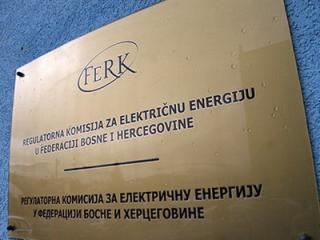 FERK
REGULATORNA KOMISIJA ZA ELEKTRIČNU ENERGIJU
U FEDERACIJI BOSNE I HERCEGOVINE
РЕГУЛАТОРНА КОМИСИЈА ЗА ЕЛЕКТРИЧНУ ЕНЕРГИЈУ
У ФЕДЕРАЦИЈИ БОСНЕ И ХЕРЦЕГОВИНЕ